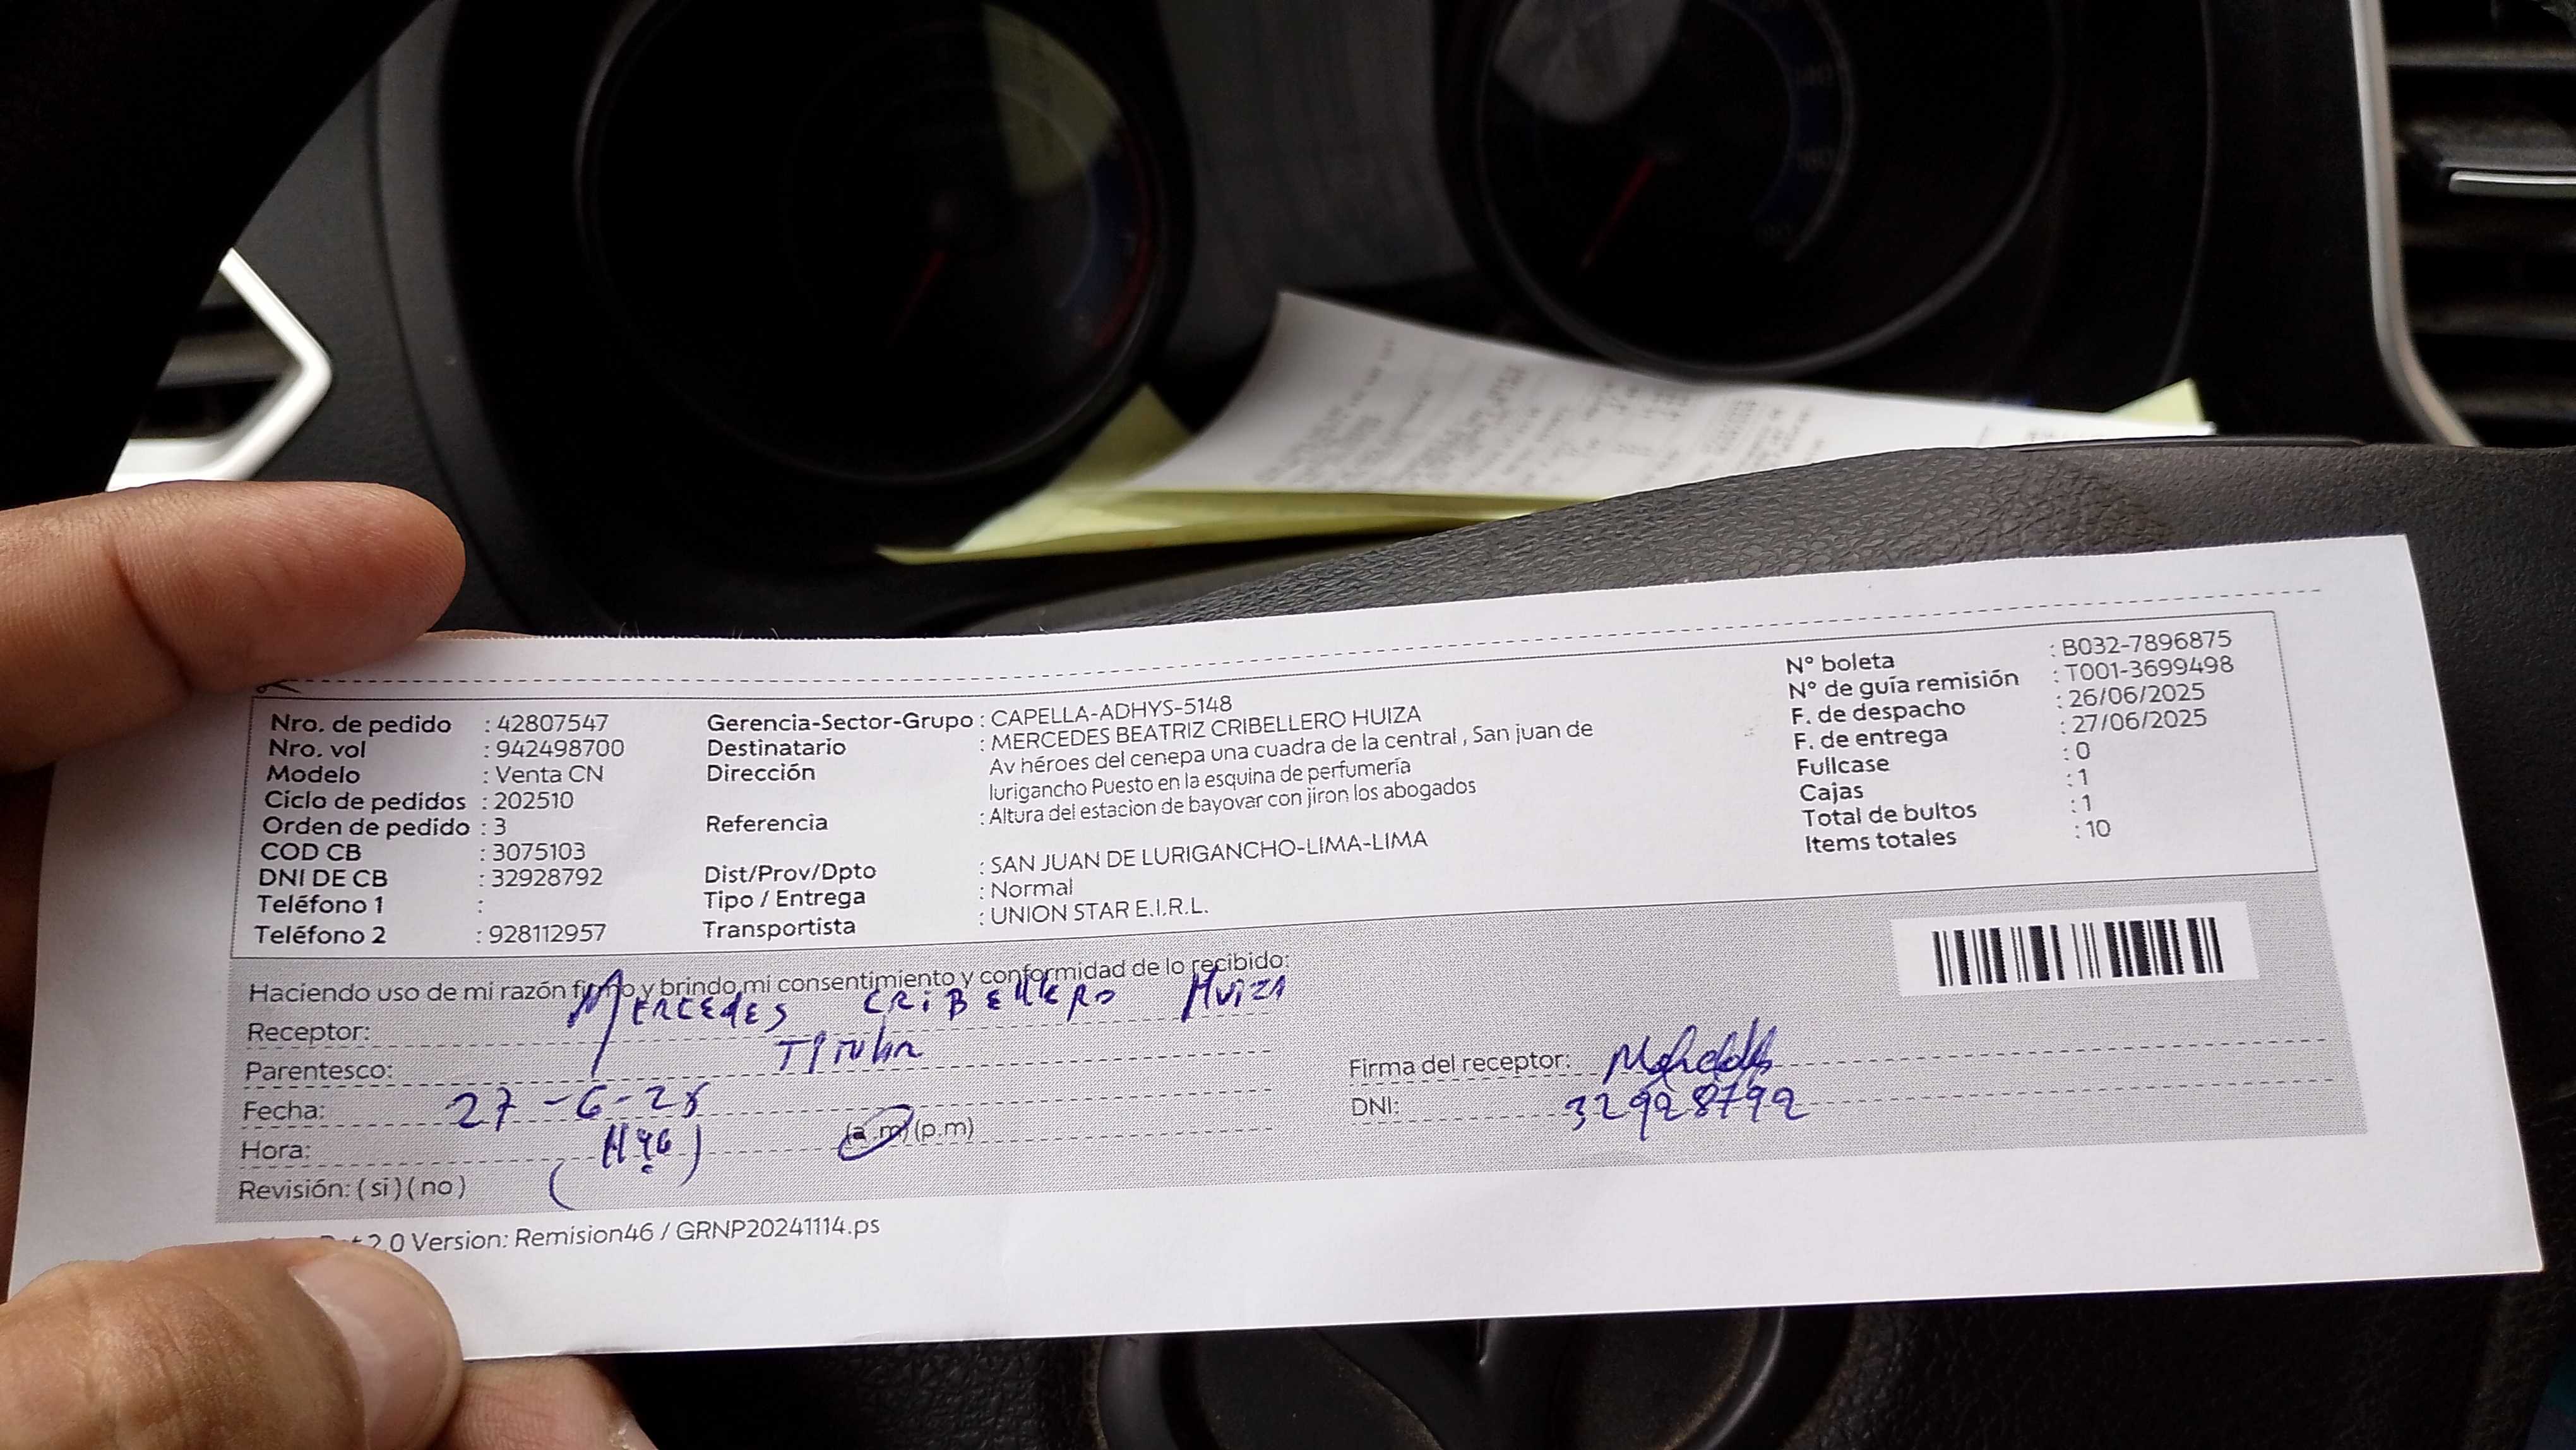 Nro. de pedido : 42807547
Nro. vol : 942498700
Modelo : Venta CN
Ciclo de pedidos : 202510
Orden de pedido : 3
COD CB : 3075103
DNI DE CB : 32928792
Teléfono 1 :
Teléfono 2 : 928112957
Gerencia-Sector-Grupo : CAPELLA-ADHYS-5148
Destinatario : MERCEDES BEATRIZ CRIBELLERO HUIZA
Dirección : Av héroes del cenepa una cuadra de la central , San juan de
lurigancho Puesto en la esquina de perfumería
Referencia : Altura del estacion de bayovar con jiron los abogados
Dist/Prov/Dpto : SAN JUAN DE LURIGANCHO-LIMA-LIMA
Tipo / Entrega : Normal
Transportista : UNION STAR E.I.R.L.
N° boleta : B032-7896875
N° de guía remisión : T001-3699498
F. de despacho : 26/06/2025
F. de entrega : 27/06/2025
Fullcase : 0
Cajas : 1
Total de bultos : 1
Items totales : 10
Haciendo uso de mi razón firmo y brindo mi consentimiento y conformidad de lo recibido:
Receptor: MERCEDES CRIBELLERO HUIZA
Parentesco: Titular
Fecha: 27-6-25
Hora: (a.m) (p.m)
Revisión: ( si ) ( no )
Firma del receptor:
DNI: 32928792
2.0 Version: Remision46 / GRNP20241114.ps